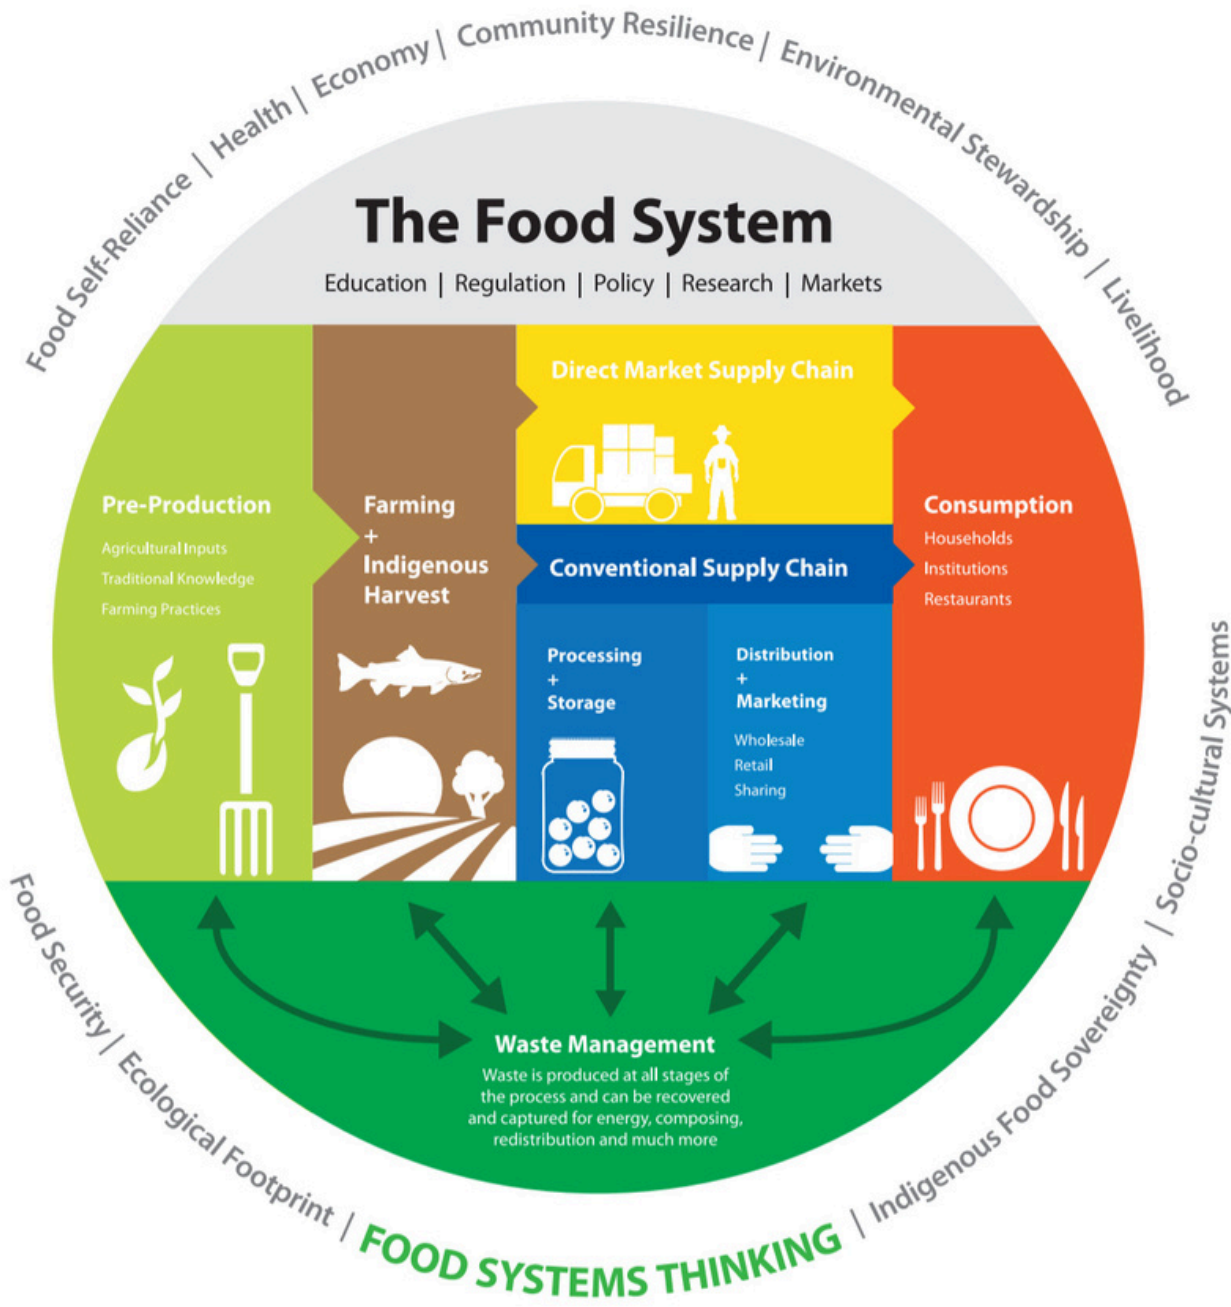 Food Self-Reliance | Health | Economy | Community Resilience | Environmental Stewardship | Livelihood
The Food System
Education | Regulation | Policy | Research | Markets
Pre-Production
Agricultural Inputs
Traditional Knowledge
Farming Practices
Farming
+
Indigenous
Harvest
Direct Market Supply Chain
Conventional Supply Chain
Processing
+
Storage
Distribution
+
Marketing
Wholesale
Retail
Sharing
Consumption
Households
Institutions
Restaurants
Waste Management
Waste is produced at all stages of
the process and can be recovered
and captured for energy, composing,
redistribution and much more
Food Security | Ecological Footprint | FOOD SYSTEMS THINKING | Indigenous Food Sovereignty | Socio-cultural Systems